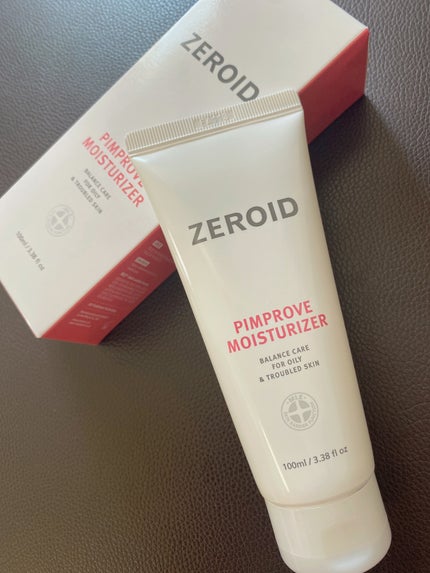 ZEROID
PIMPROVE
MOISTURIZER
BALANCE CARE
FOR OILY
& TROUBLED SKIN
100ml / 3.38 fl oz
ZEROID
PIMPROVE
MOISTURIZER
BALANCE CARE
FOR OILY
& TROUBLED SKIN
MLE
100ml / 3.38 fl oz